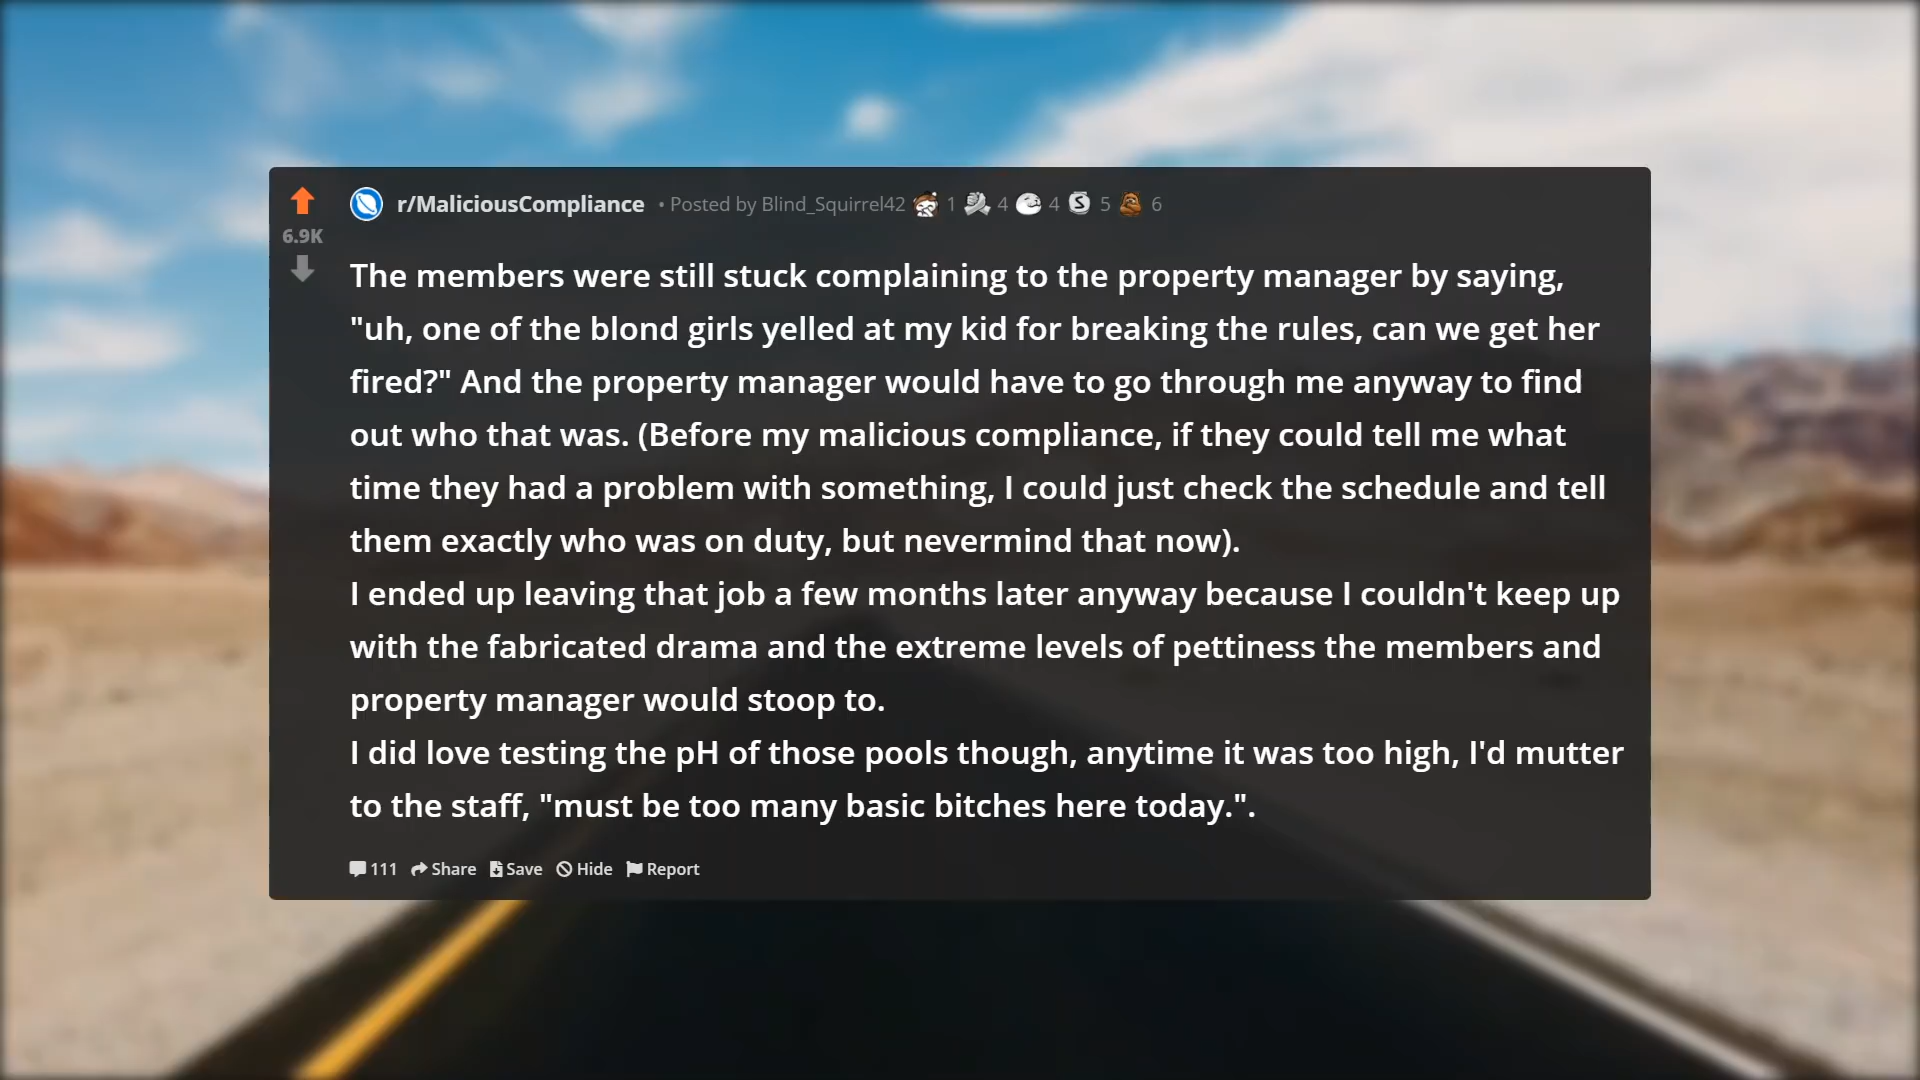 r/MaliciousCompliance • Posted by Blind_Squirrel42 1 4 4 5 6
6.9K
The members were still stuck complaining to the property manager by saying,
"uh, one of the blond girls yelled at my kid for breaking the rules, can we get her
fired?" And the property manager would have to go through me anyway to find
out who that was. (Before my malicious compliance, if they could tell me what
time they had a problem with something, I could just check the schedule and tell
them exactly who was on duty, but nevermind that now).
I ended up leaving that job a few months later anyway because I couldn't keep up
with the fabricated drama and the extreme levels of pettiness the members and
property manager would stoop to.
I did love testing the pH of those pools though, anytime it was too high, I'd mutter
to the staff, "must be too many basic bitches here today.".
111 Share Save Hide Report